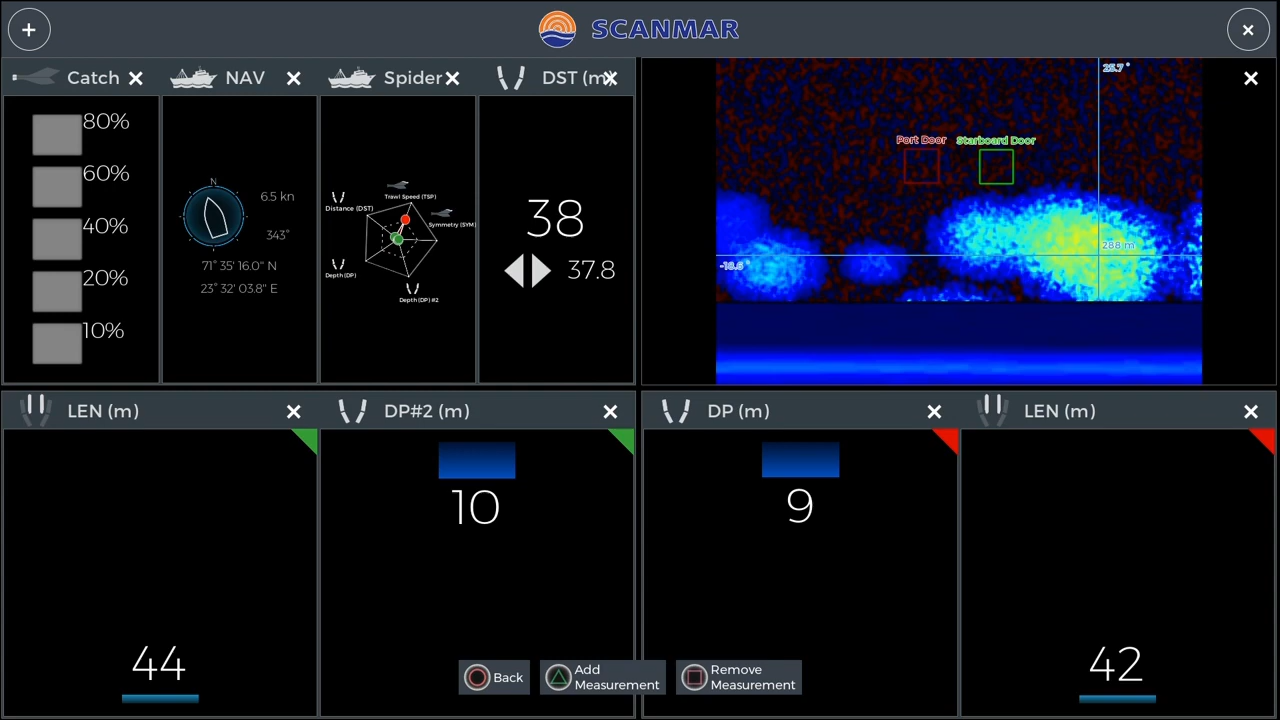 +
SCANMAR
×
Catch ×
NAV ×
Spider ×
DST (m) ×
×
80%
60%
40%
20%
10%
N
6.5 kn
343°
71° 35' 16.0" N
23° 32' 03.8" E
Trawl Speed (TSP)
Distance (DST)
Symmetry (SYM)
Depth (DP)
Depth (DP) #2
38
37.8
25.7 °
Port Door
Starboard Door
288 m
-18.6 °
LEN (m) ×
DP#2 (m) ×
DP (m) ×
LEN (m) ×
44
10
9
42
Back
Add
Measurement
Remove
Measurement